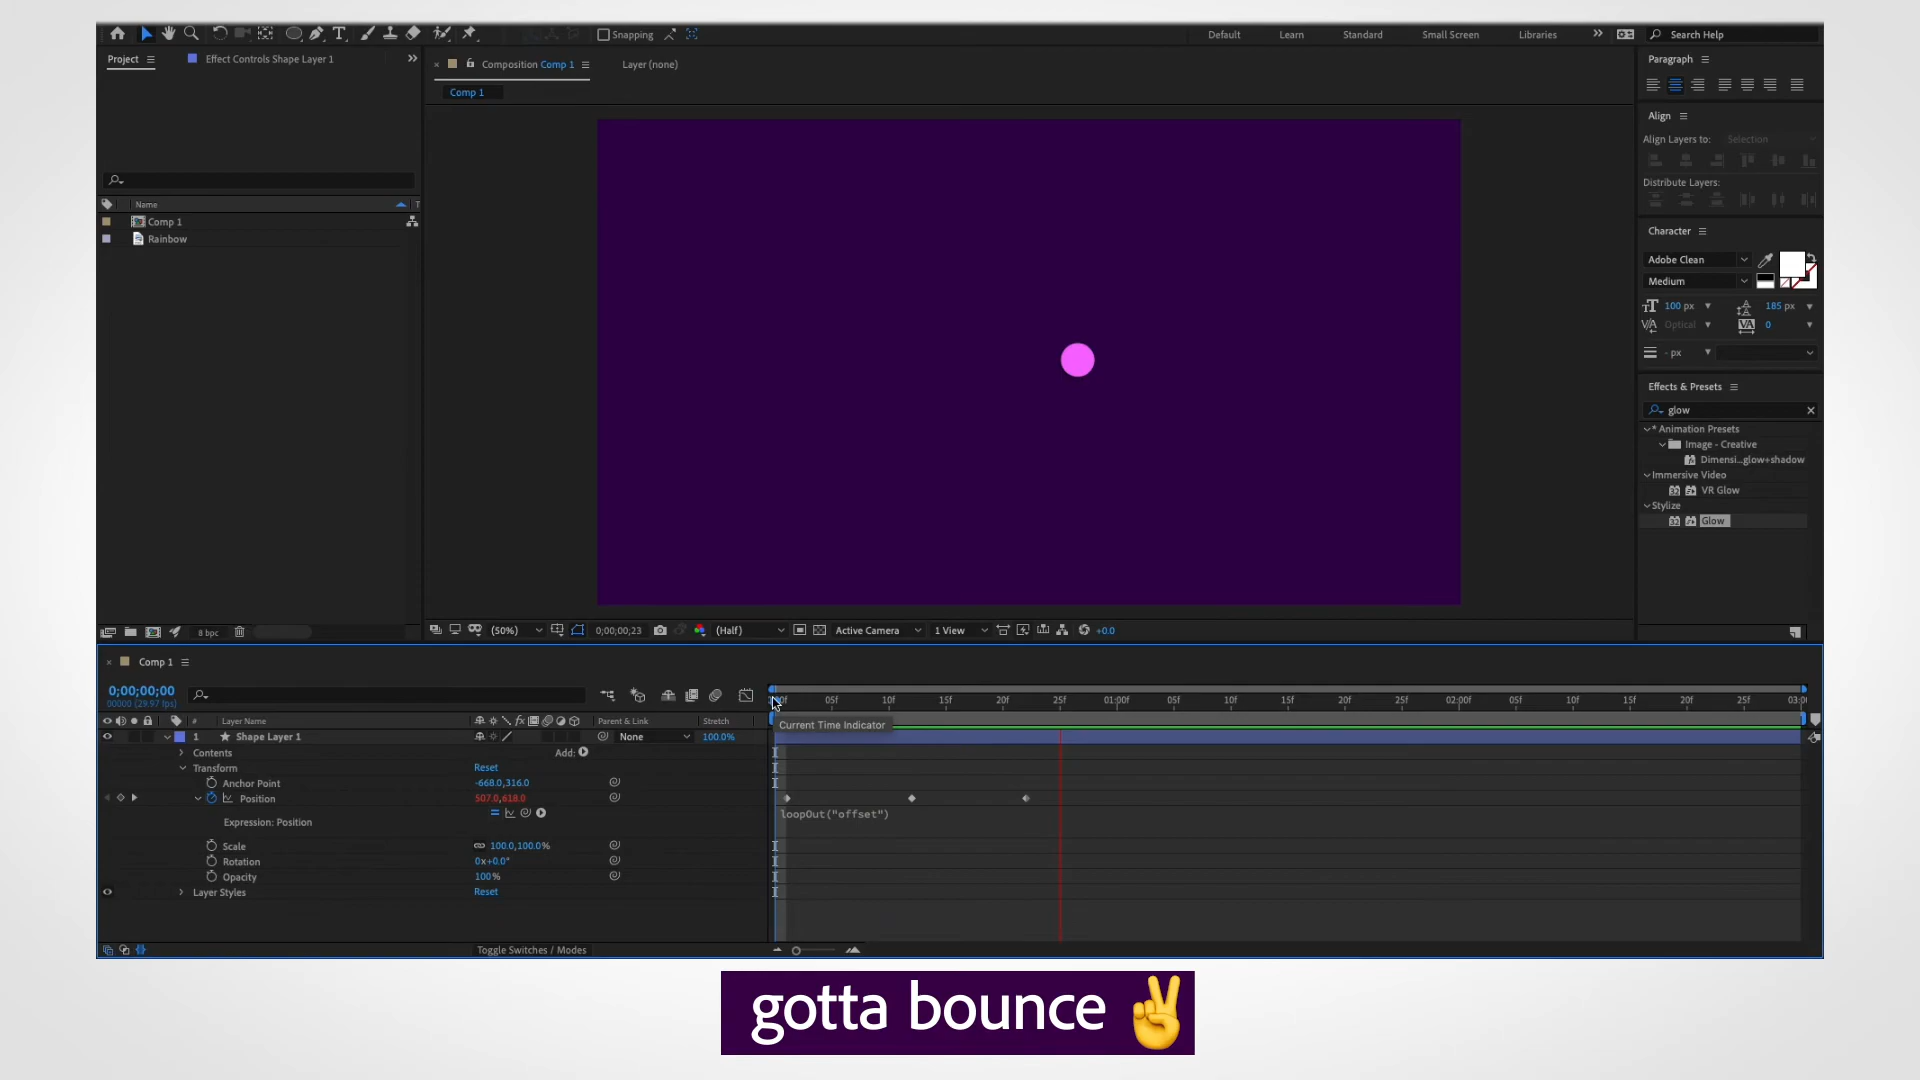 Snapping
Default
Learn
Standard
Small Screen
Libraries
Search Help
Project
Effect Controls Shape Layer 1
Composition Comp 1
Layer (none)
Comp 1
Name
T
Comp 1
Rainbow
8 bpc
(50%)
0;00;00;23
(Half)
Active Camera
1 View
+0.0
Paragraph
Align
Align Layers to:
Selection
Distribute Layers:
Character
Adobe Clean
Medium
100 px
185 px
Optical
0
- px
Effects & Presets
glow
* Animation Presets
Image - Creative
Dimensi...glow+shadow
Immersive Video
VR Glow
Stylize
Glow
Comp 1
0;00;00;00
00000 (29.97 fps)
05f
10f
15f
20f
25f
01:00f
05f
10f
15f
20f
25f
02:00f
05f
10f
15f
20f
25f
Current Time Indicator
#
Layer Name
Parent & Link
Stretch
1
Shape Layer 1
None
100.0%
Contents
Add:
Transform
Reset
Anchor Point
-668.0,316.0
Position
507.0,618.0
Expression: Position
loopOut("offset")
Scale
100.0,100.0%
Rotation
0x+0.0°
Opacity
100%
Layer Styles
Reset
Toggle Switches / Modes
gotta bounce ✌